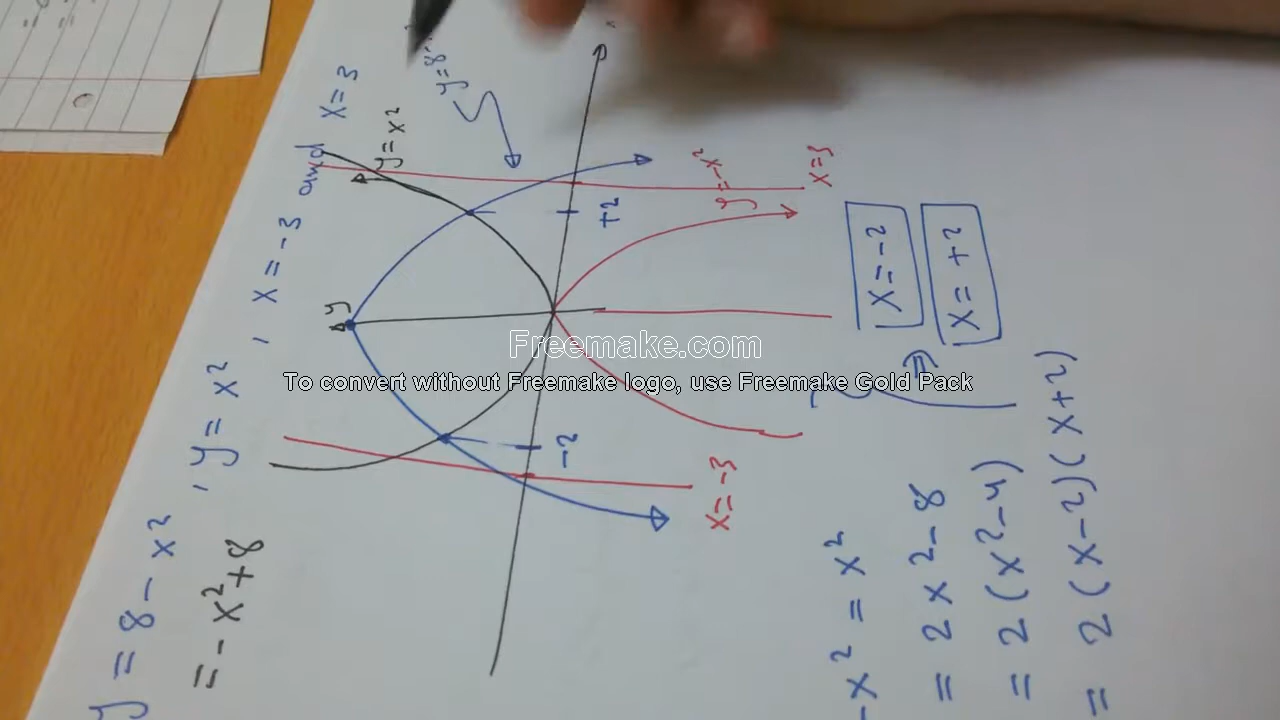 y = 8 - x² , y = x² , x = -3 and x = 3
= -x² + 8
y = x²
y = 8-
y
y = -x²
x = 3
+2
-2
x = -3
-x² = x²
= 2x² - 8
= 2(x² - 4)
= 2(x - 2)(x + 2)
⇒
x = -2
x = +2
Freemake.com
To convert without Freemake logo, use Freemake Gold Pack